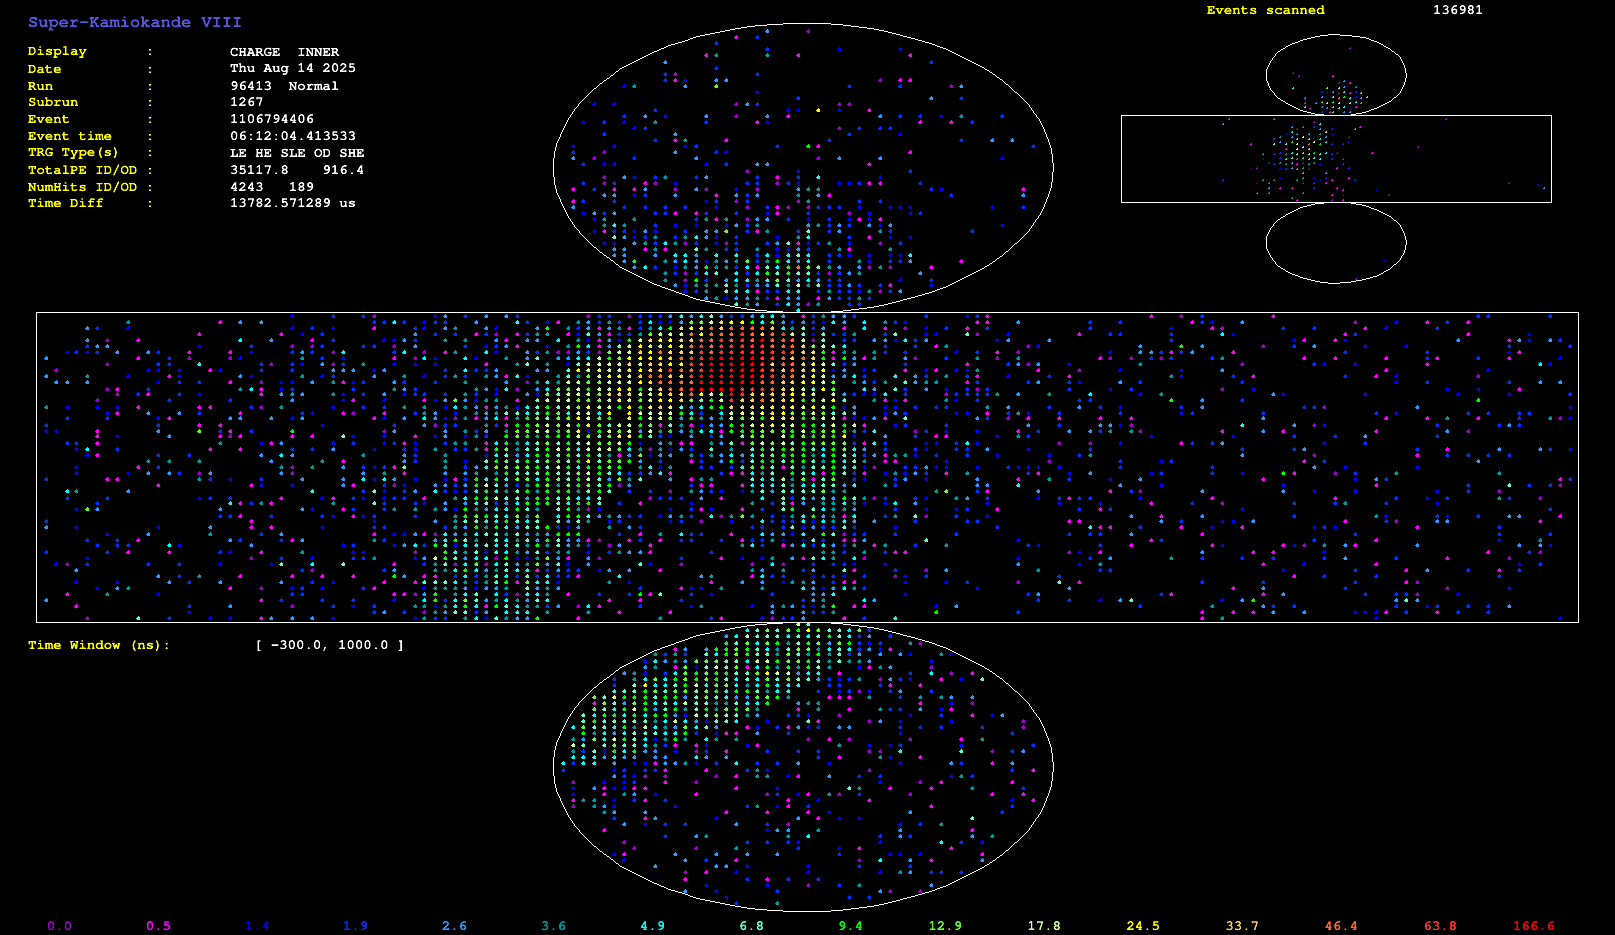 Super-Kamiokande VIII
Events scanned 136981
Display : CHARGE INNER
Date : Thu Aug 14 2025
Run : 96413 Normal
Subrun : 1267
Event : 1106794406
Event time : 06:12:04.413533
TRG Type(s) : LE HE SLE OD SHE
TotalPE ID/OD : 35117.8 916.4
NumHits ID/OD : 4243 189
Time Diff : 13782.571289 us
Time Window (ns): [ -300.0, 1000.0 ]
0.0 0.5 1.4 1.9 2.6 3.6 4.9 6.8 9.4 12.9 17.8 24.5 33.7 46.4 63.8 166.6